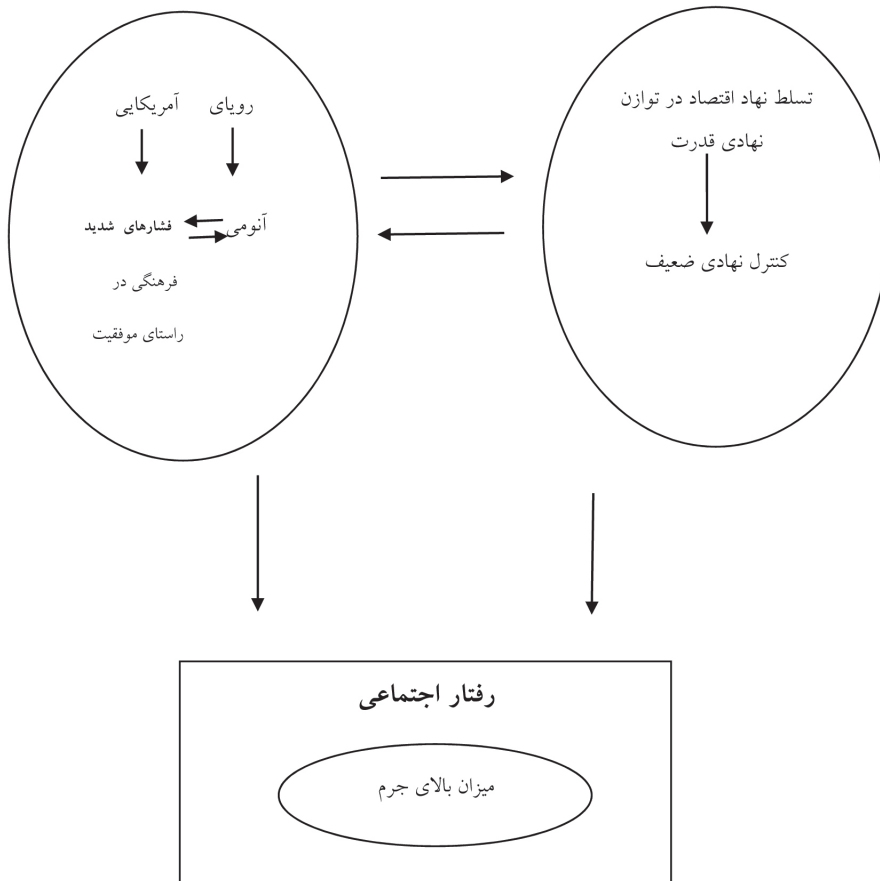 تسلط نهاد اقتصاد در توازن
نهادی قدرت
کنترل نهادی ضعیف
رویای آمریکایی
آنومی
فشارهای شدید
فرهنگی در
راستای موفقیت
رفتار اجتماعی
میزان بالای جرم